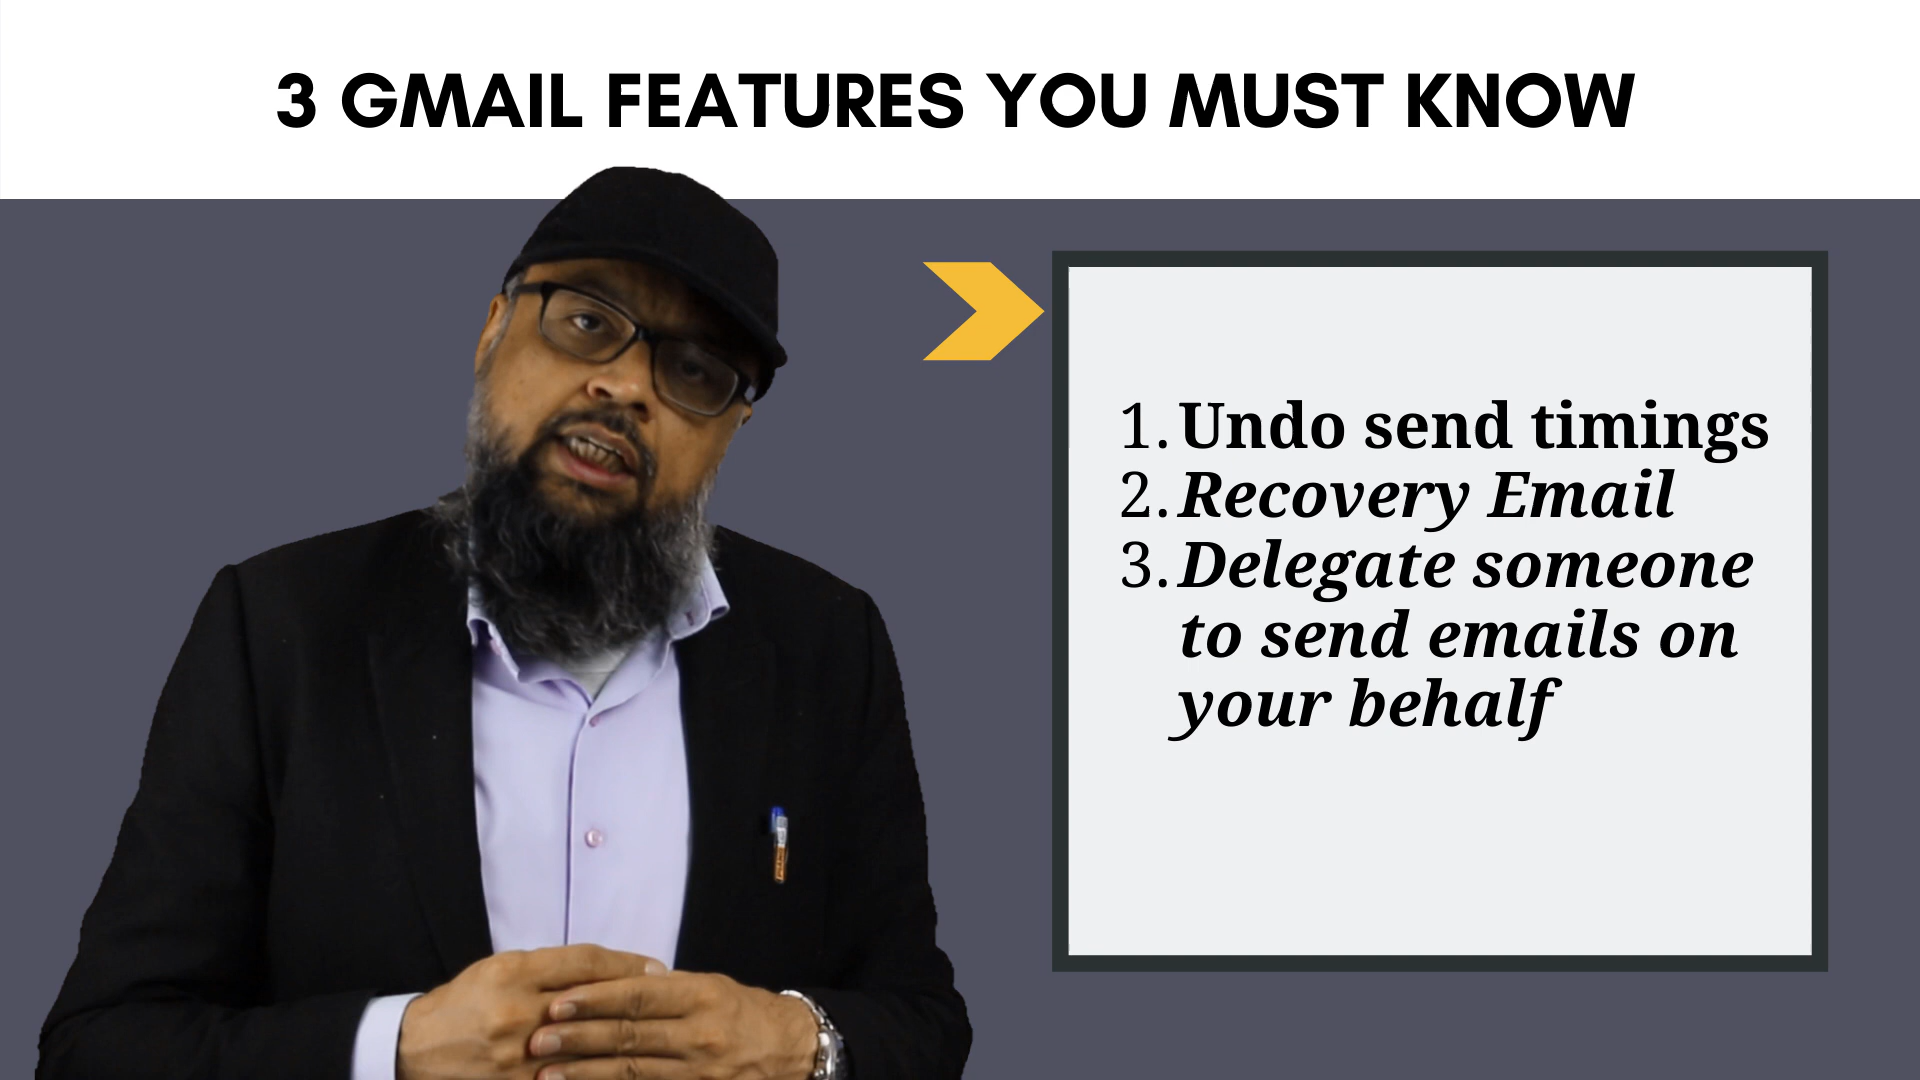 3 GMAIL FEATURES YOU MUST KNOW
1. Undo send timings
2. Recovery Email
3. Delegate someone
to send emails on
your behalf